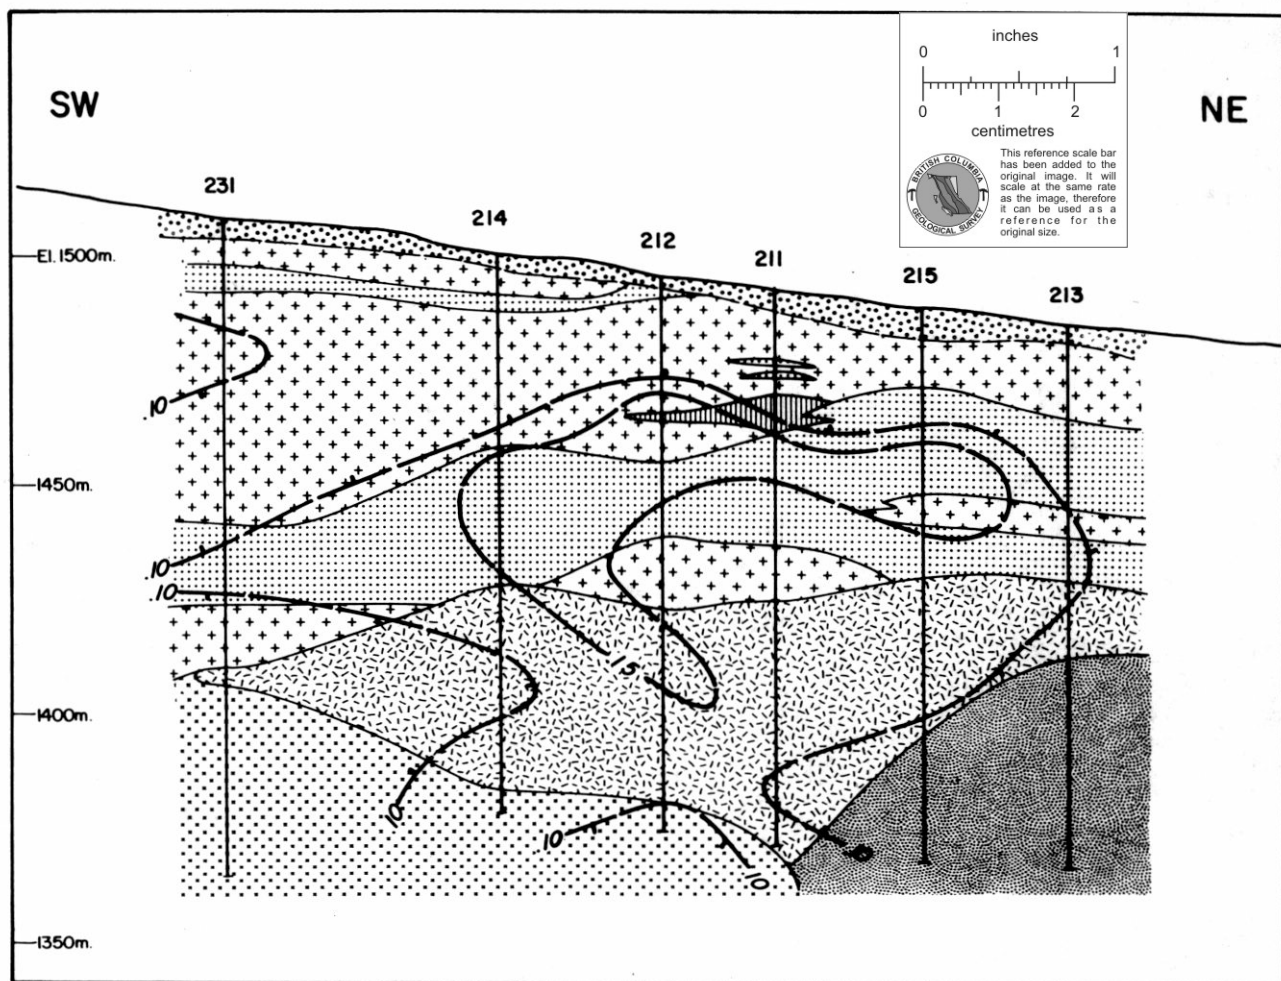 inches
0 1
0 1 2
centimetres
BRITISH COLUMBIA
GEOLOGICAL SURVEY
This reference scale bar
has been added to the
original image. It will
scale at the same rate
as the image, therefore
it can be used as a
reference for the
original size.
SW
NE
231
214
212
211
215
213
El. 1500m.
.10
1450m.
.10
.10
.15
1400m.
.10
.10
.10
1350m.